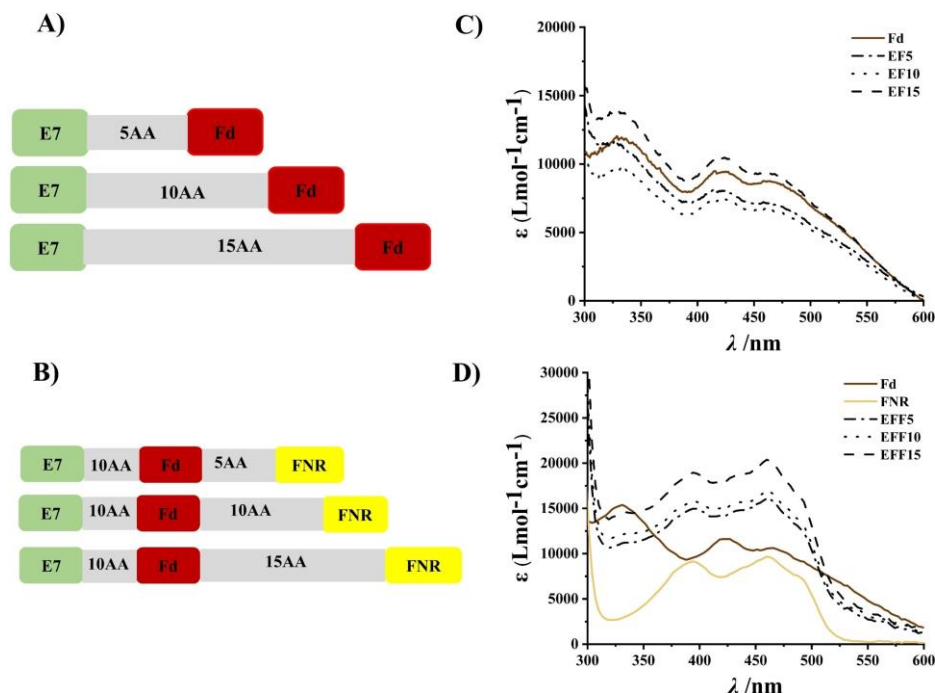 A)
E7 5AA Fd
E7 10AA Fd
E7 15AA Fd
B)
E7 10AA Fd 5AA FNR
E7 10AA Fd 10AA FNR
E7 10AA Fd 15AA FNR
C)
Fd
EF5
EF10
EF15
20000
15000
10000
5000
0
ε (Lmol⁻¹cm⁻¹)
300 350 400 450 500 550 600
λ /nm
D)
Fd
FNR
EFF5
EFF10
EFF15
30000
25000
20000
15000
10000
5000
0
ε (Lmol⁻¹cm⁻¹)
300 350 400 450 500 550 600
λ /nm